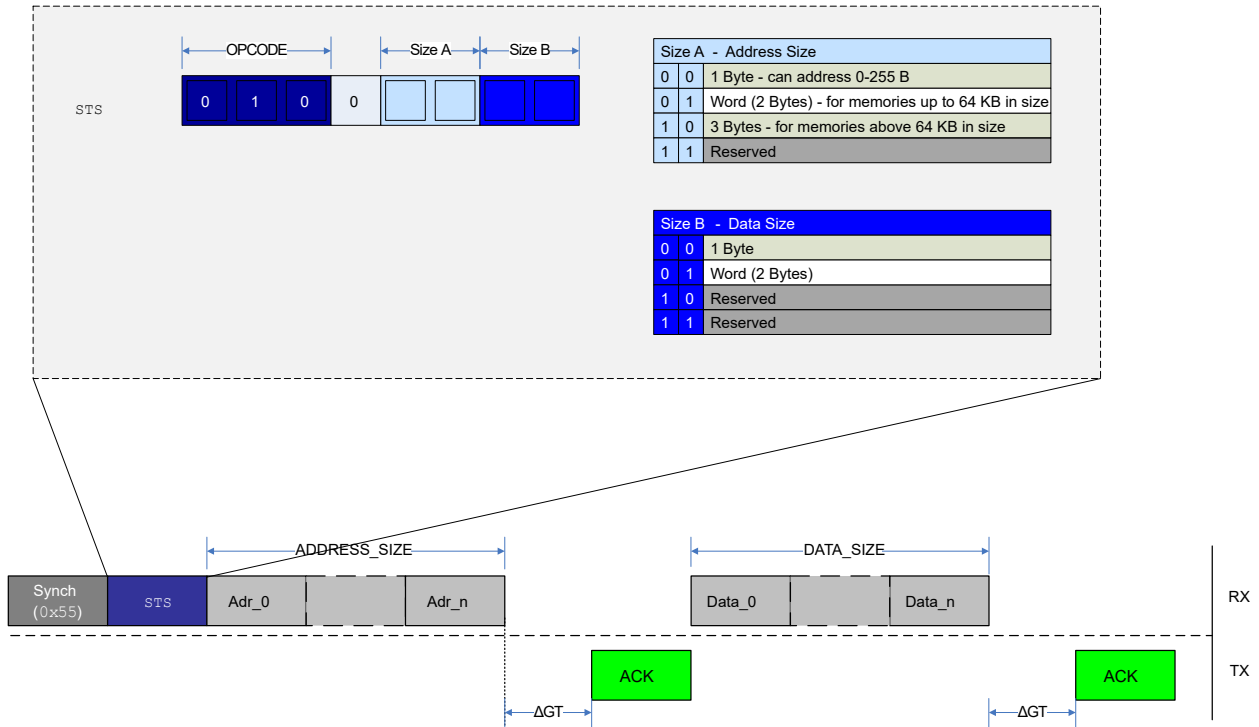 OPCODE
Size A
Size B
STS
0 1 0 0
Size A - Address Size
0 0 1 Byte - can address 0-255 B
0 1 Word (2 Bytes) - for memories up to 64 KB in size
1 0 3 Bytes - for memories above 64 KB in size
1 1 Reserved
Size B - Data Size
0 0 1 Byte
0 1 Word (2 Bytes)
1 0 Reserved
1 1 Reserved
ADDRESS_SIZE
DATA_SIZE
Synch
(0x55)
STS
Adr_0
Adr_n
Data_0
Data_n
RX
ACK
ACK
TX
ΔGT
ΔGT